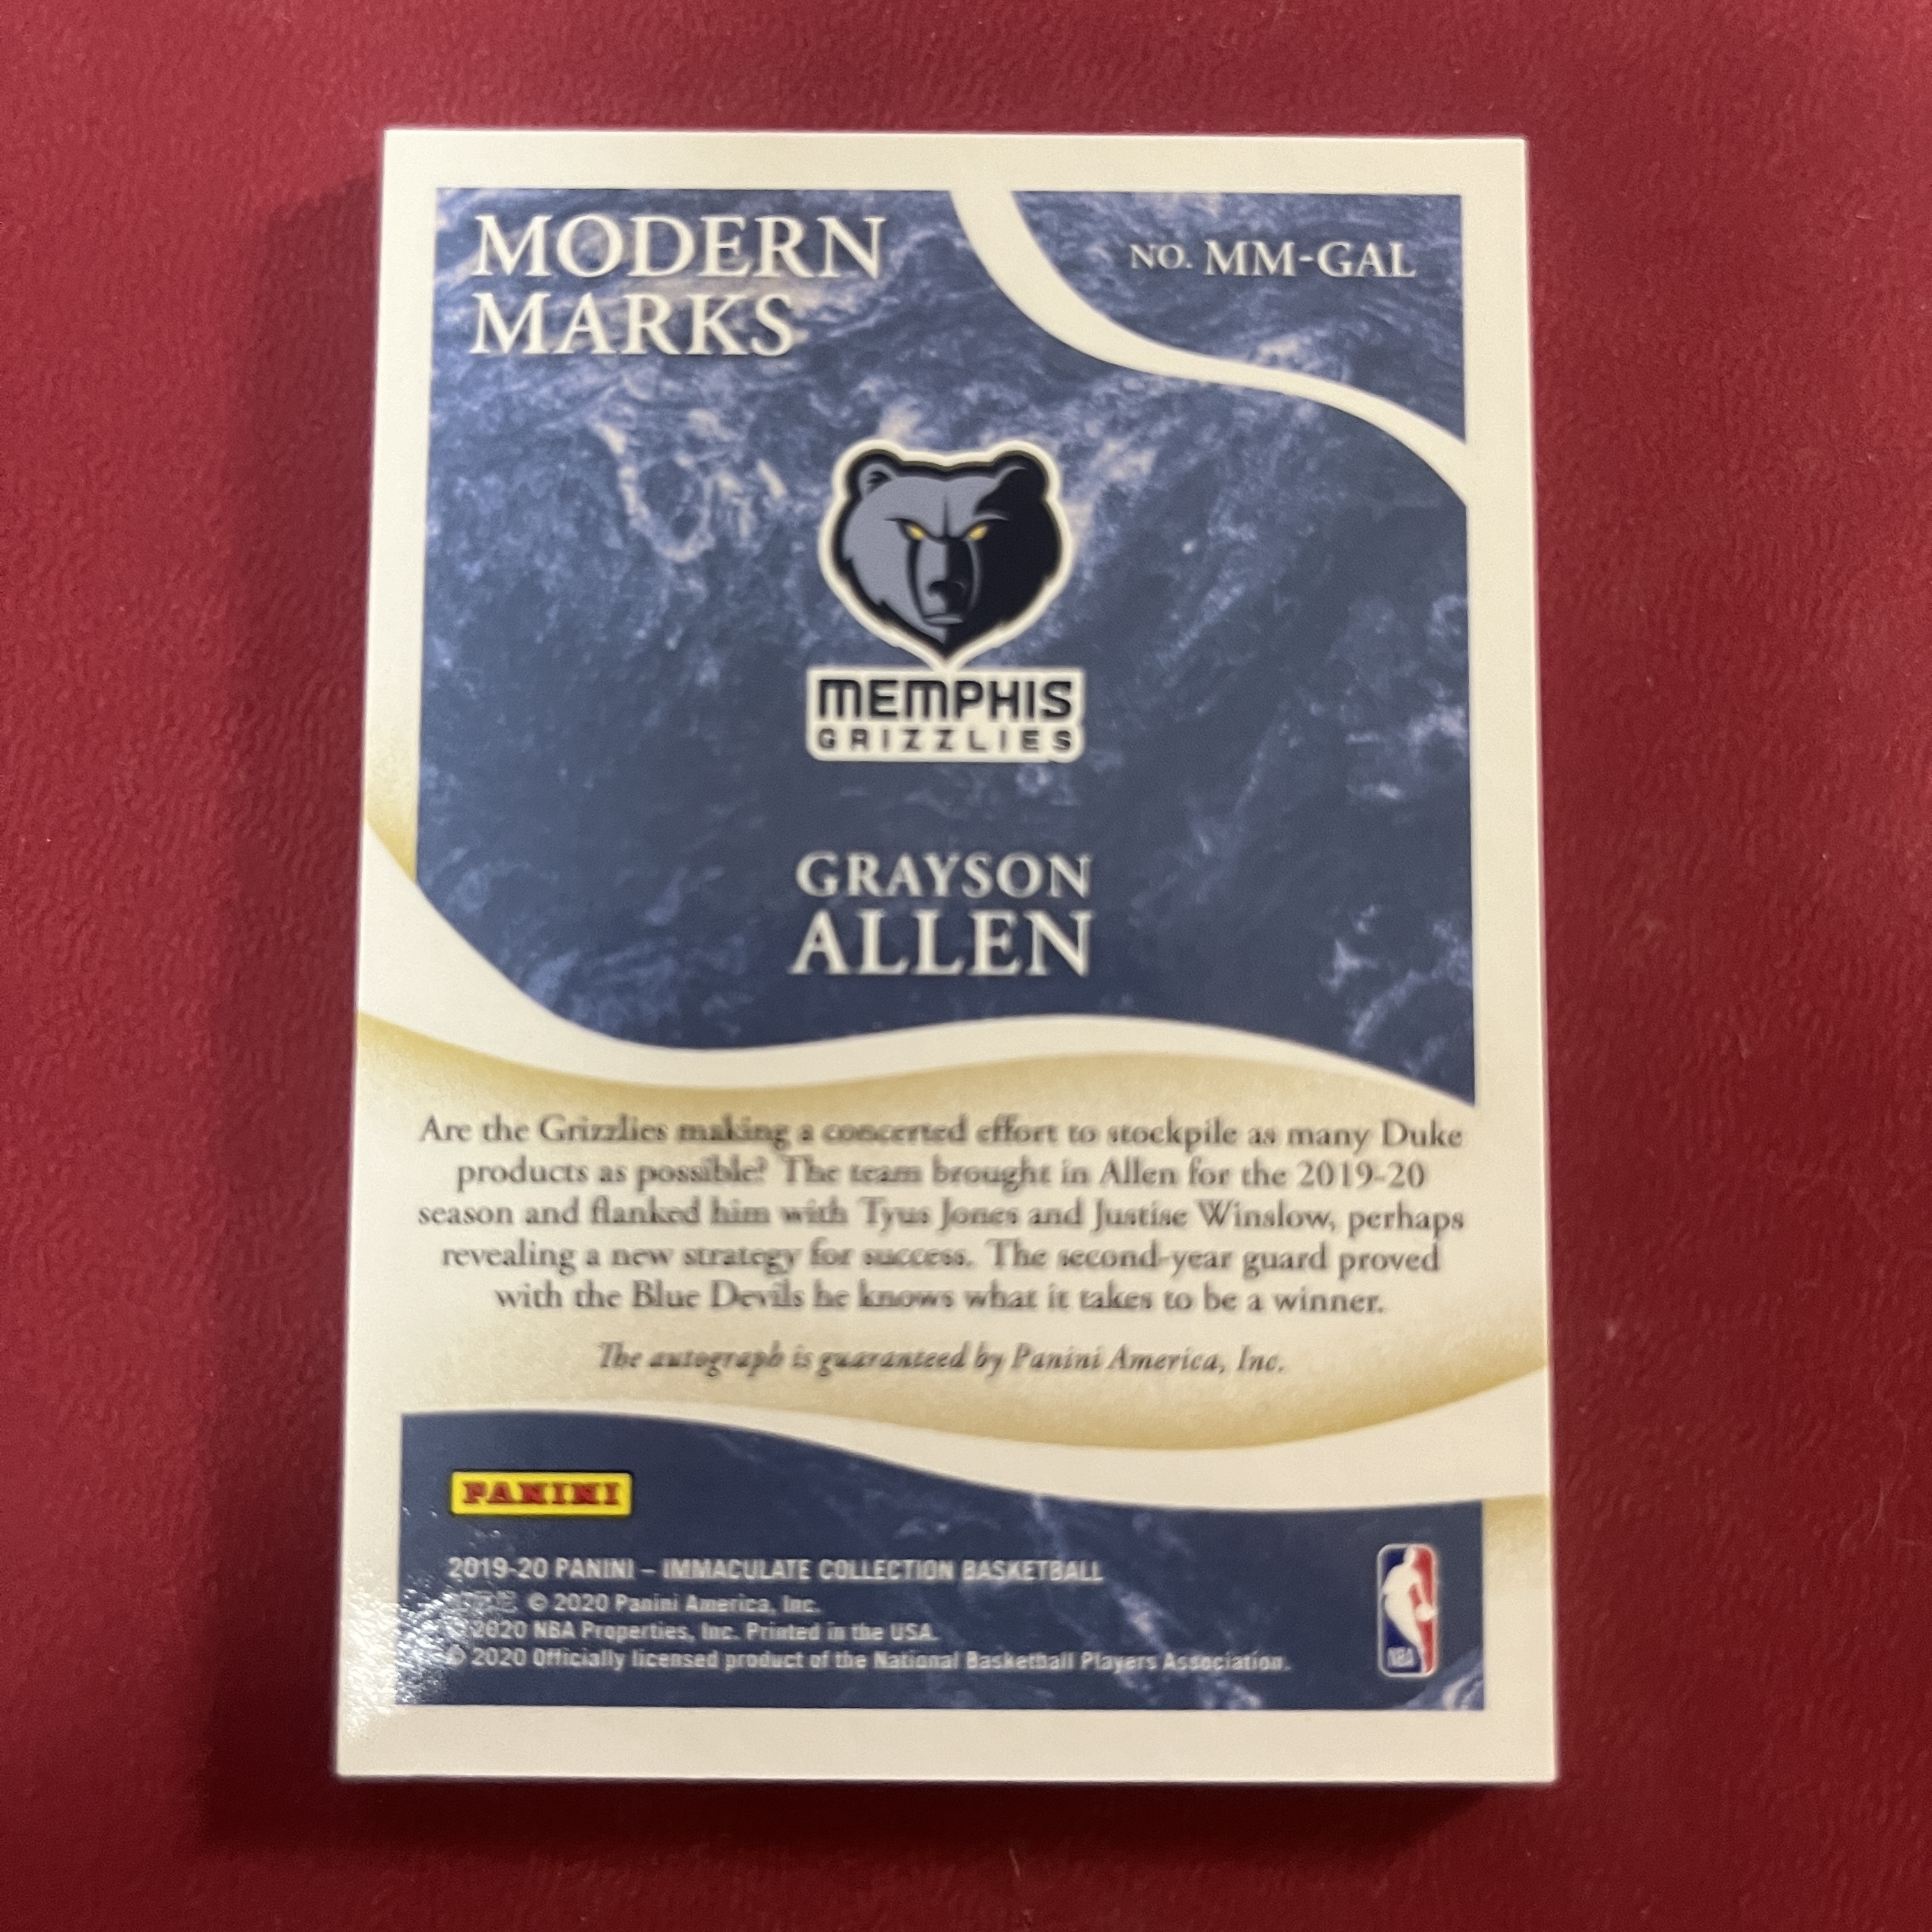 MODERN
MARKS
NO. MM-GAL
MEMPHIS
GRIZZLIES
GRAYSON
ALLEN
Are the Grizzlies making a concerted effort to stockpile as many Duke
products as possible? The team brought in Allen for the 2019-20
season and flanked him with Tyus Jones and Justise Winslow, perhaps
revealing a new strategy for success. The second-year guard proved
with the Blue Devils he knows what it takes to be a winner.
The autograph is guaranteed by Panini America, Inc.
PANINI
2019-20 PANINI – IMMACULATE COLLECTION BASKETBALL
© 2020 Panini America, Inc.
© 2020 NBA Properties, Inc. Printed in the USA.
© 2020 Officially licensed product of the National Basketball Players Association.
NBA